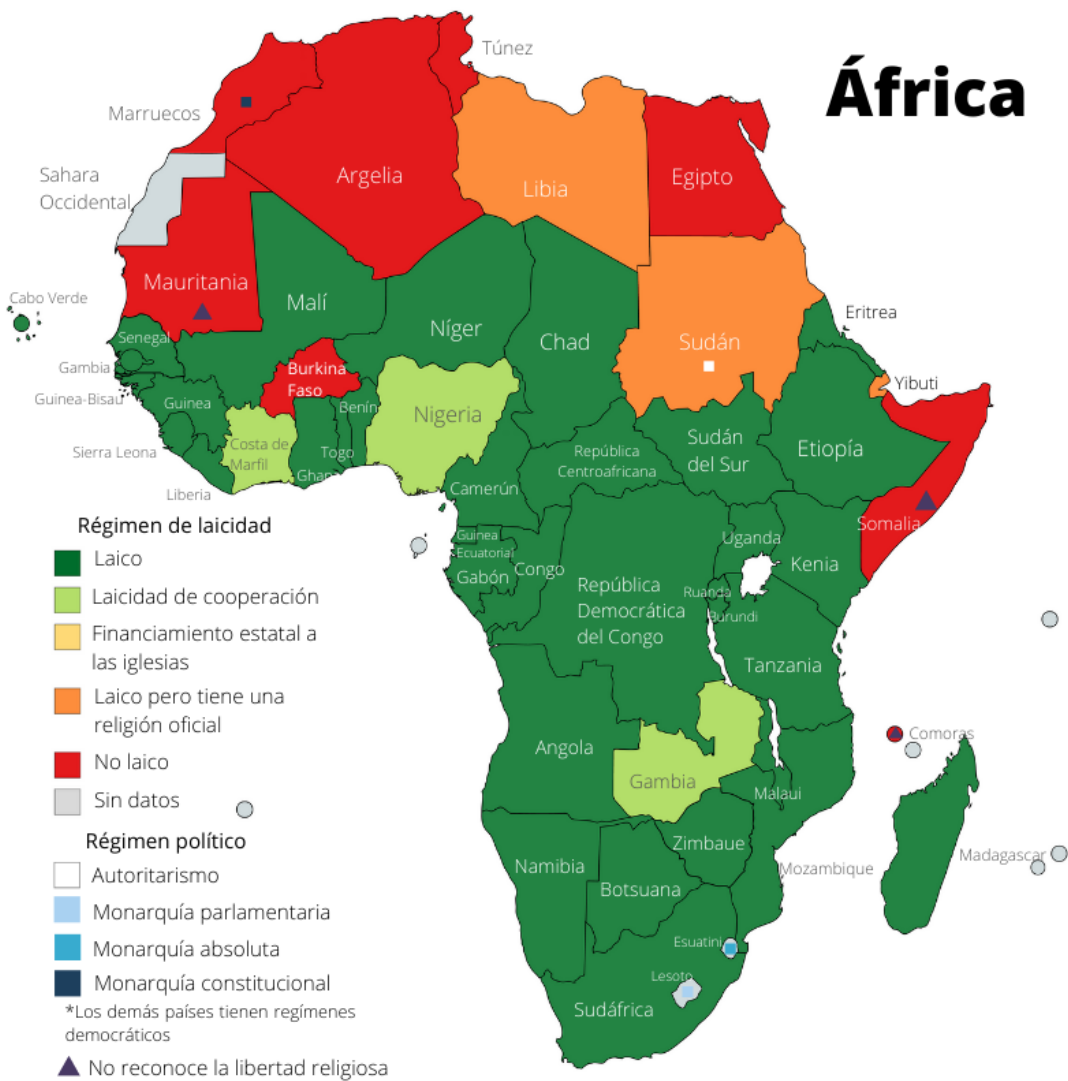 África
Túnez
Marruecos
Sahara
Occidental
Argelia
Libia
Egipto
Mauritania
Cabo Verde
Malí
Níger
Chad
Sudán
Eritrea
Senegal
Gambia
Guinea-Bisau
Guinea
Burkina
Faso
Benín
Nigeria
Yibuti
Sierra Leona
Costa de
Marfil
Togo
Ghana
Liberia
Camerún
República
Centroafricana
Sudán
del Sur
Etiopía
Somalia
Guinea
Ecuatorial
Gabón
Congo
República
Democrática
del Congo
Uganda
Kenia
Ruanda
Burundi
Tanzania
Comoras
Angola
Gambia
Malaui
Zimbaue
Mozambique
Madagascar
Namibia
Botsuana
Esuatini
Lesoto
Sudáfrica
Régimen de laicidad
Laico
Laicidad de cooperación
Financiamiento estatal a
las iglesias
Laico pero tiene una
religión oficial
No laico
Sin datos
Régimen político
Autoritarismo
Monarquía parlamentaria
Monarquía absoluta
Monarquía constitucional
*Los demás países tienen regímenes
democráticos
No reconoce la libertad religiosa